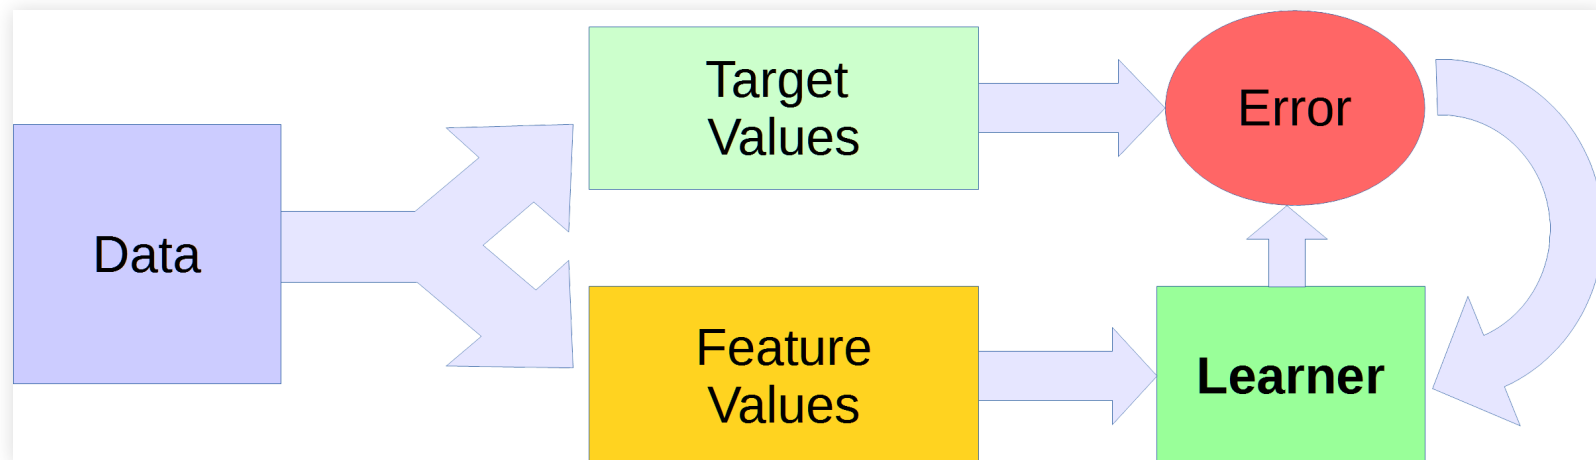 Data
Target
Values
Feature
Values
Error
Learner